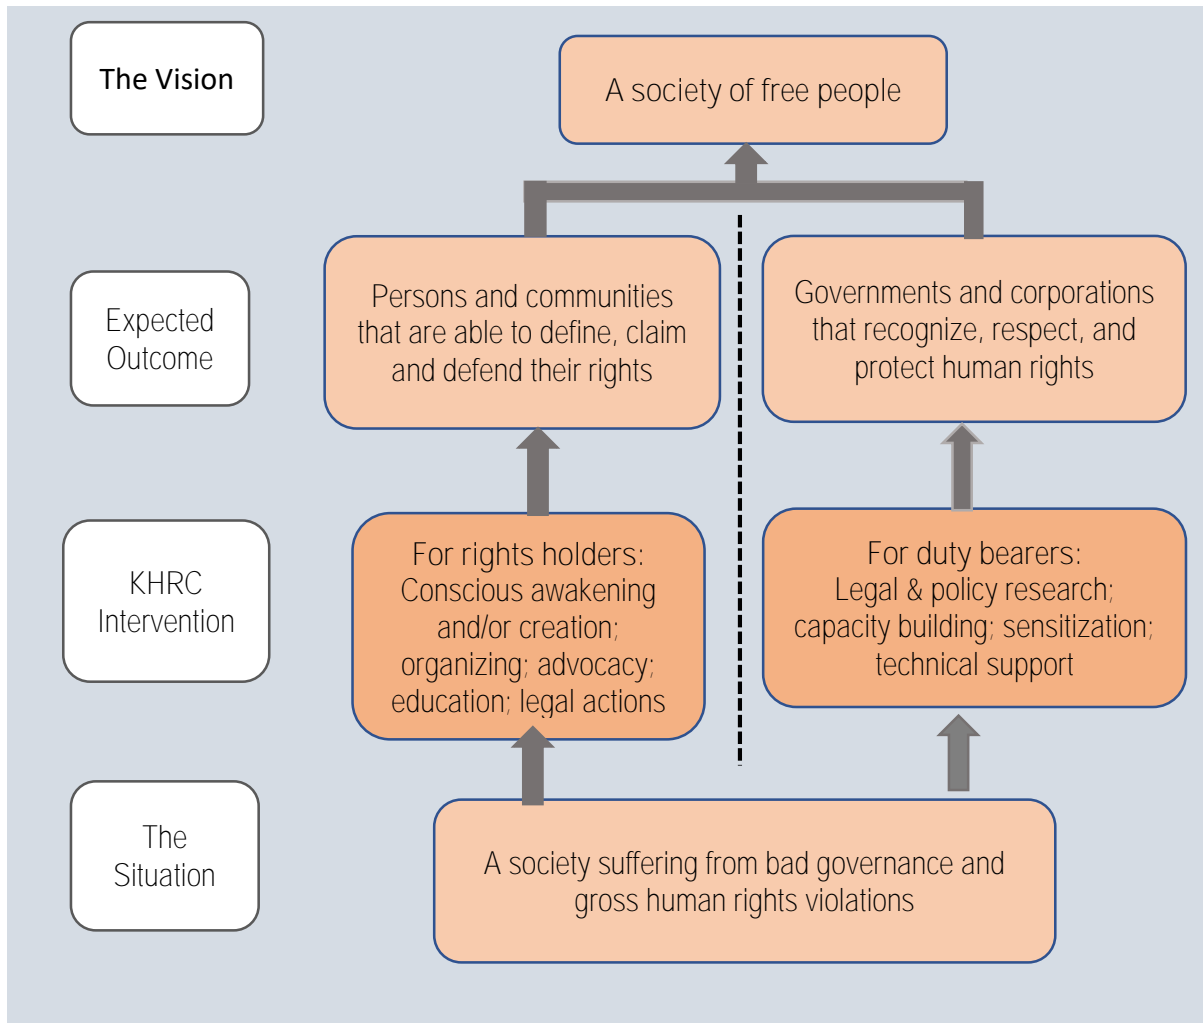 The Vision
A society of free people
Expected
Outcome
Persons and communities
that are able to define, claim
and defend their rights
Governments and corporations
that recognize, respect, and
protect human rights
KHRC
Intervention
For rights holders:
Conscious awakening
and/or creation;
organizing; advocacy;
education; legal actions
For duty bearers:
Legal & policy research;
capacity building; sensitization;
technical support
The
Situation
A society suffering from bad governance and
gross human rights violations